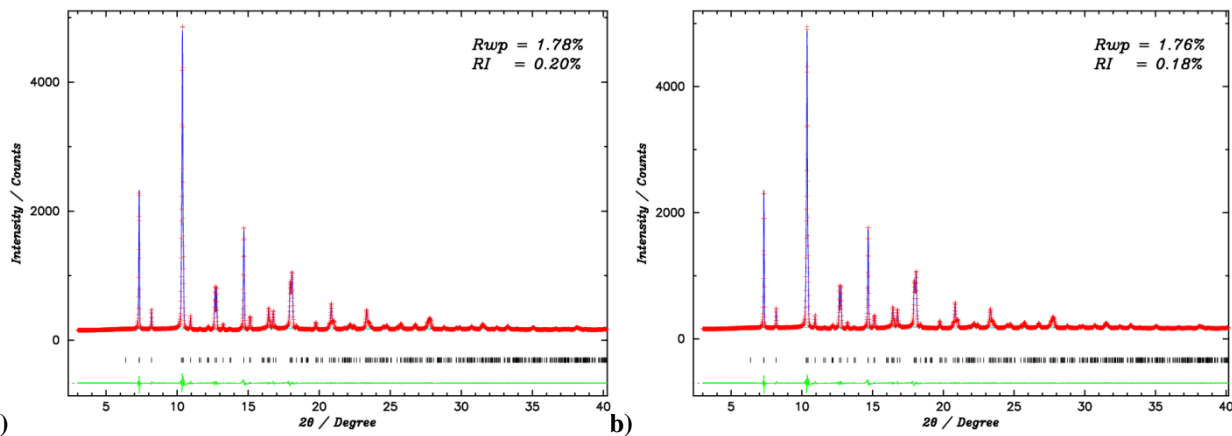 Rwp = 1.78%
RI = 0.20%
4000
2000
0
Intensity / Counts
5 10 15 20 25 30 35 40
2θ / Degree
)
Rwp = 1.76%
RI = 0.18%
4000
2000
0
Intensity / Counts
5 10 15 20 25 30 35 40
2θ / Degree
b)